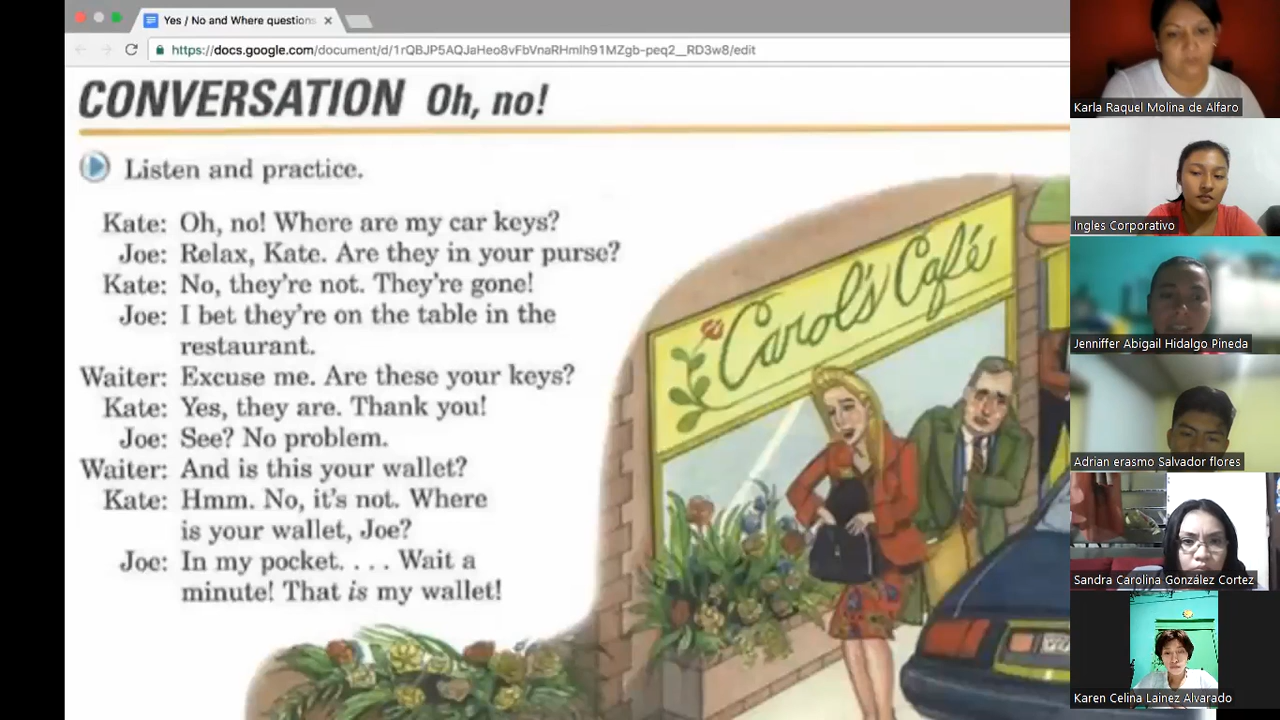 Yes / No and Where questions
https://docs.google.com/document/d/1rQBJP5AQJaHeo8vFbVnaRHmIh91MZgb-peq2__RD3w8/edit
CONVERSATION Oh, no!
Listen and practice.
Kate: Oh, no! Where are my car keys?
Joe: Relax, Kate. Are they in your purse?
Kate: No, they're not. They're gone!
Joe: I bet they're on the table in the
restaurant.
Waiter: Excuse me. Are these your keys?
Kate: Yes, they are. Thank you!
Joe: See? No problem.
Waiter: And is this your wallet?
Kate: Hmm. No, it's not. Where
is your wallet, Joe?
Joe: In my pocket. . . . Wait a
minute! That is my wallet!
Carol's Café
Karla Raquel Molina de Alfaro
Ingles Corporativo
Jenniffer Abigail Hidalgo Pineda
Adrian erasmo Salvador flores
Sandra Carolina González Cortez
Karen Celina Lainez Alvarado